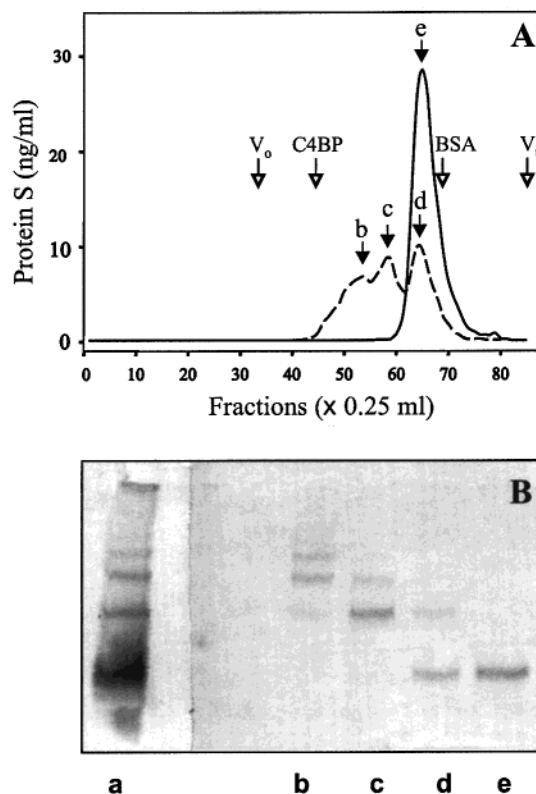 A
e
30
Vo C4BP BSA V
20
c d
b
10
0
0 10 20 30 40 50 60 70 80
Protein S (ng/ml)
Fractions (x 0.25 ml)
B
a b c d e